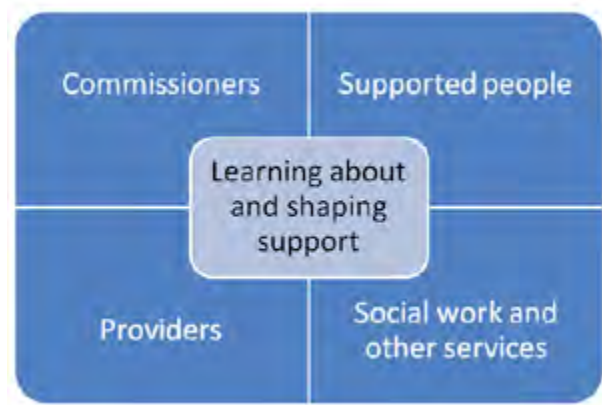 Commissioners
Supported people
Learning about
and shaping
support
Providers
Social work and
other services